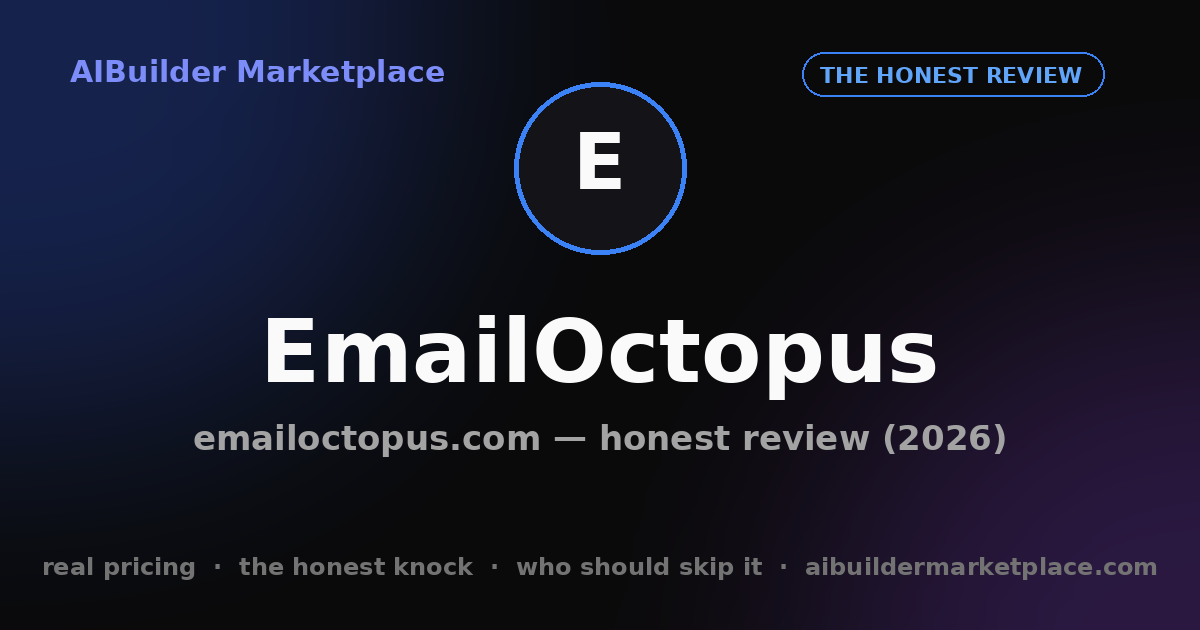 AIBuilder Marketplace
THE HONEST REVIEW
E
EmailOctopus
emailoctopus.com — honest review (2026)
real pricing · the honest knock · who should skip it · aibuildermarketplace.com